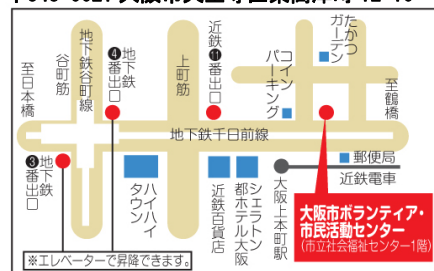 至日本橋
谷町筋
地下鉄谷町線
地下鉄
❹番出口
上町筋
近鉄
⓫番出口
コイン
パーキング
たかつ
ガーデン
至鶴橋
地下鉄千日前線
地下鉄
❸番出口
ハイハイ
タウン
近鉄百貨店
シェラトン
都ホテル大阪
大阪上本町駅
郵便局
近鉄電車
大阪市ボランティア・
市民活動センター
(市立社会福祉センター1階)
※エレベーターで昇降できます。